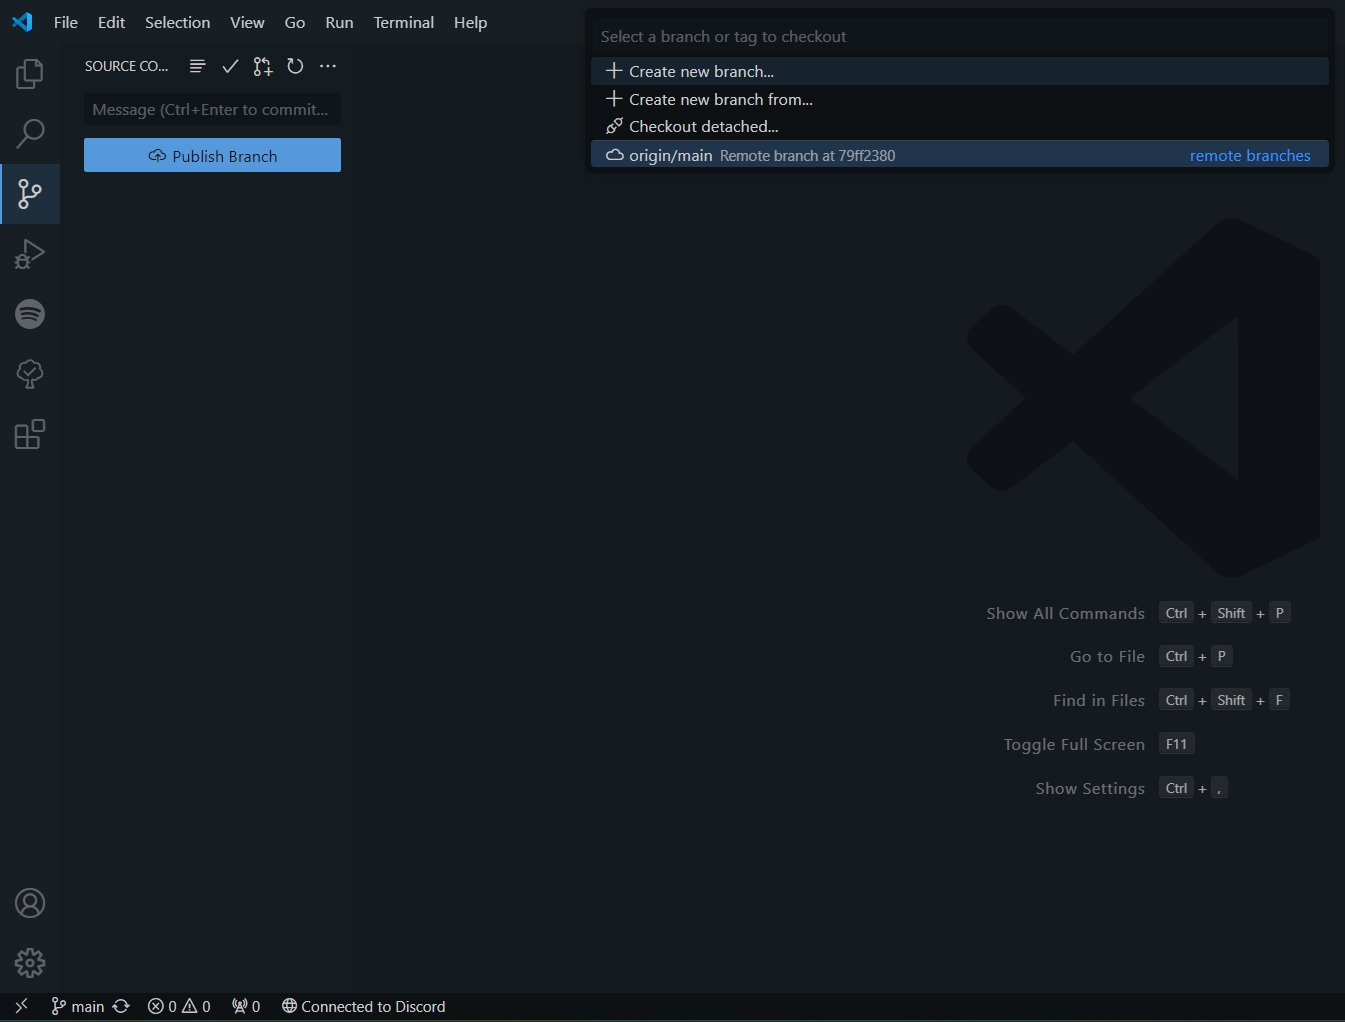 File Edit Selection View Go Run Terminal Help
Select a branch or tag to checkout
Create new branch...
Create new branch from...
Checkout detached...
origin/main Remote branch at 79ff2380 remote branches
SOURCE CO...
Message (Ctrl+Enter to commit...
Publish Branch
Show All Commands Ctrl + Shift + P
Go to File Ctrl + P
Find in Files Ctrl + Shift + F
Toggle Full Screen F11
Show Settings Ctrl + ,
main 0 0 0 Connected to Discord